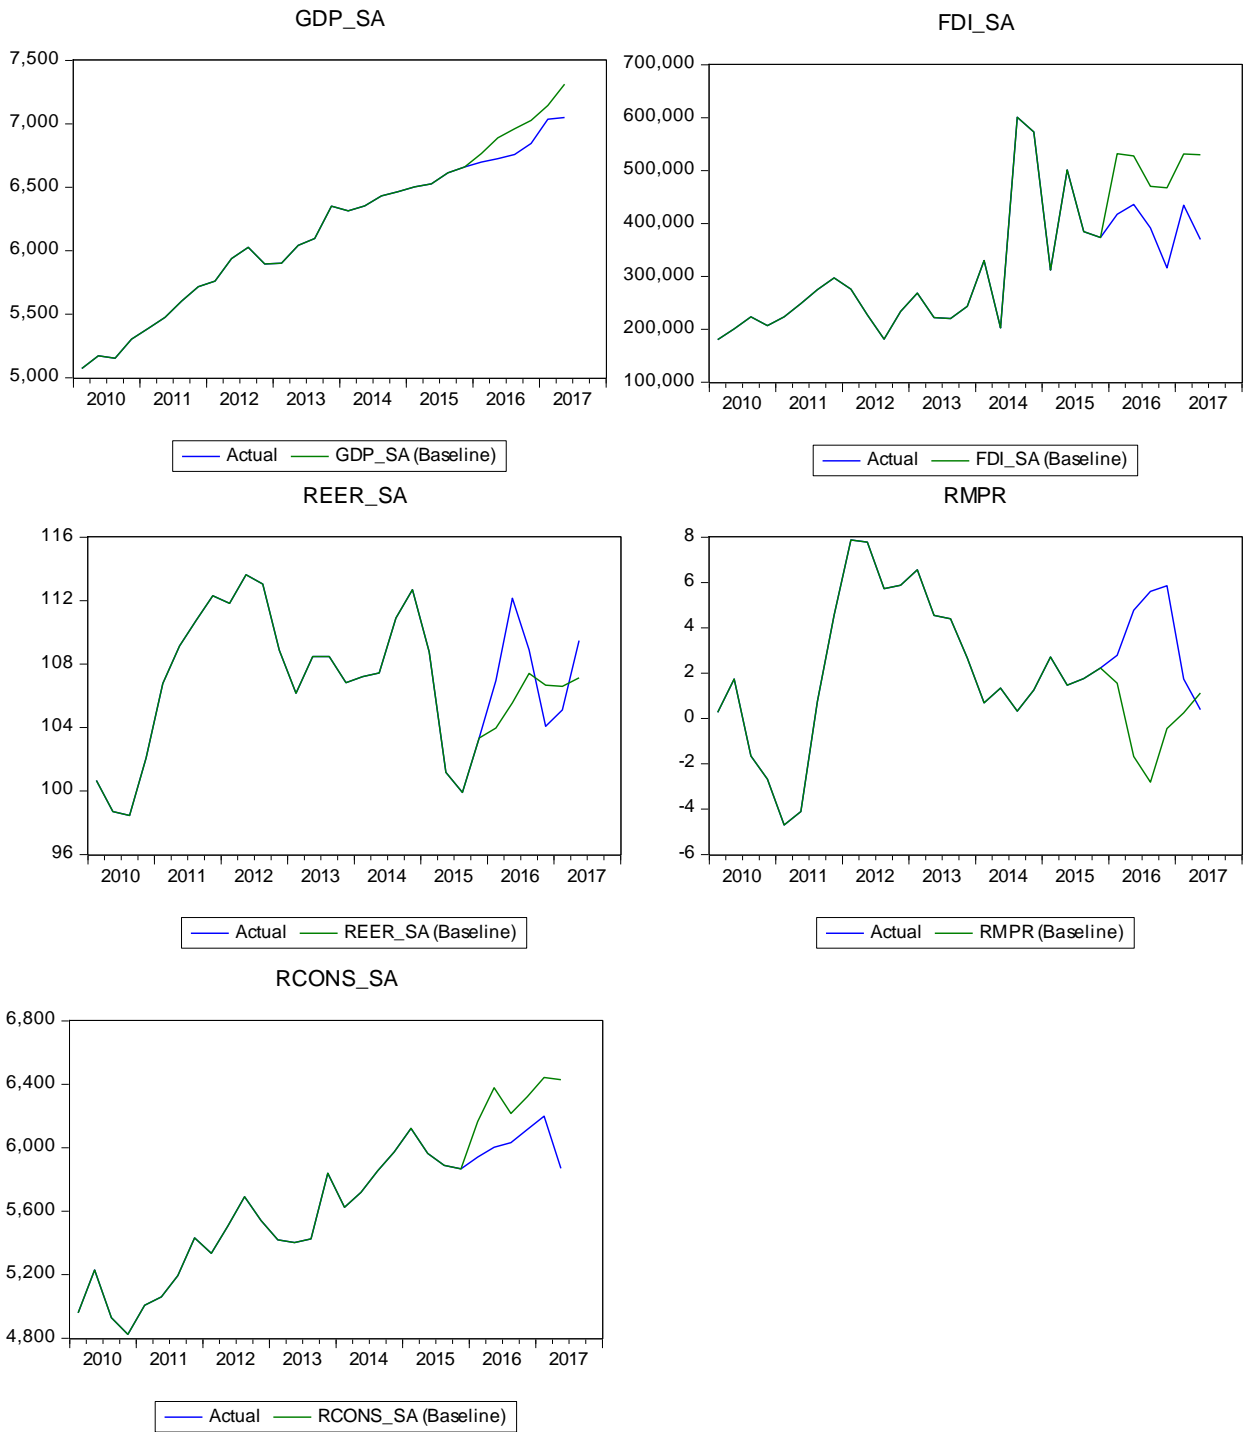 GDP_SA
7,500
7,000
6,500
6,000
5,500
5,000
2010 2011 2012 2013 2014 2015 2016 2017
Actual GDP_SA (Baseline)
FDI_SA
700,000
600,000
500,000
400,000
300,000
200,000
100,000
2010 2011 2012 2013 2014 2015 2016 2017
Actual FDI_SA (Baseline)
REER_SA
116
112
108
104
100
96
2010 2011 2012 2013 2014 2015 2016 2017
Actual REER_SA (Baseline)
RMPR
8
6
4
2
0
-2
-4
-6
2010 2011 2012 2013 2014 2015 2016 2017
Actual RMPR (Baseline)
RCONS_SA
6,800
6,400
6,000
5,600
5,200
4,800
2010 2011 2012 2013 2014 2015 2016 2017
Actual RCONS_SA (Baseline)